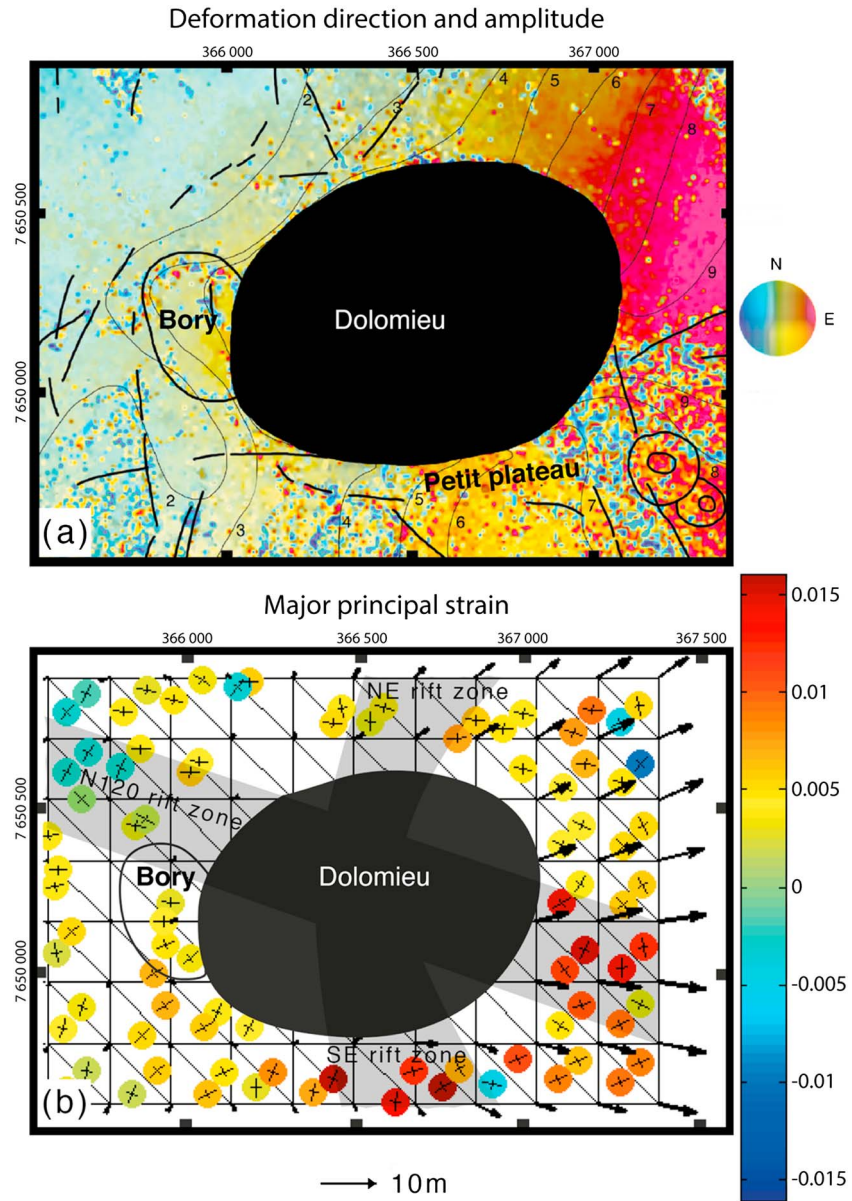 Deformation direction and amplitude
366 000 366 500 367 000
7 650 500
7 650 000
2 3 4 5 6 7 8
9
Bory
Dolomieu
N
E
9
8
Petit plateau
2 3 4 5 6 7
(a)
Major principal strain
366 000 366 500 367 000 367 500
7 650 500
7 650 000
NE rift zone
N120 rift zone
Bory
Dolomieu
SE rift zone
(b)
0.015
0.010
0.005
0
-0.005
-0.01
-0.015
10m